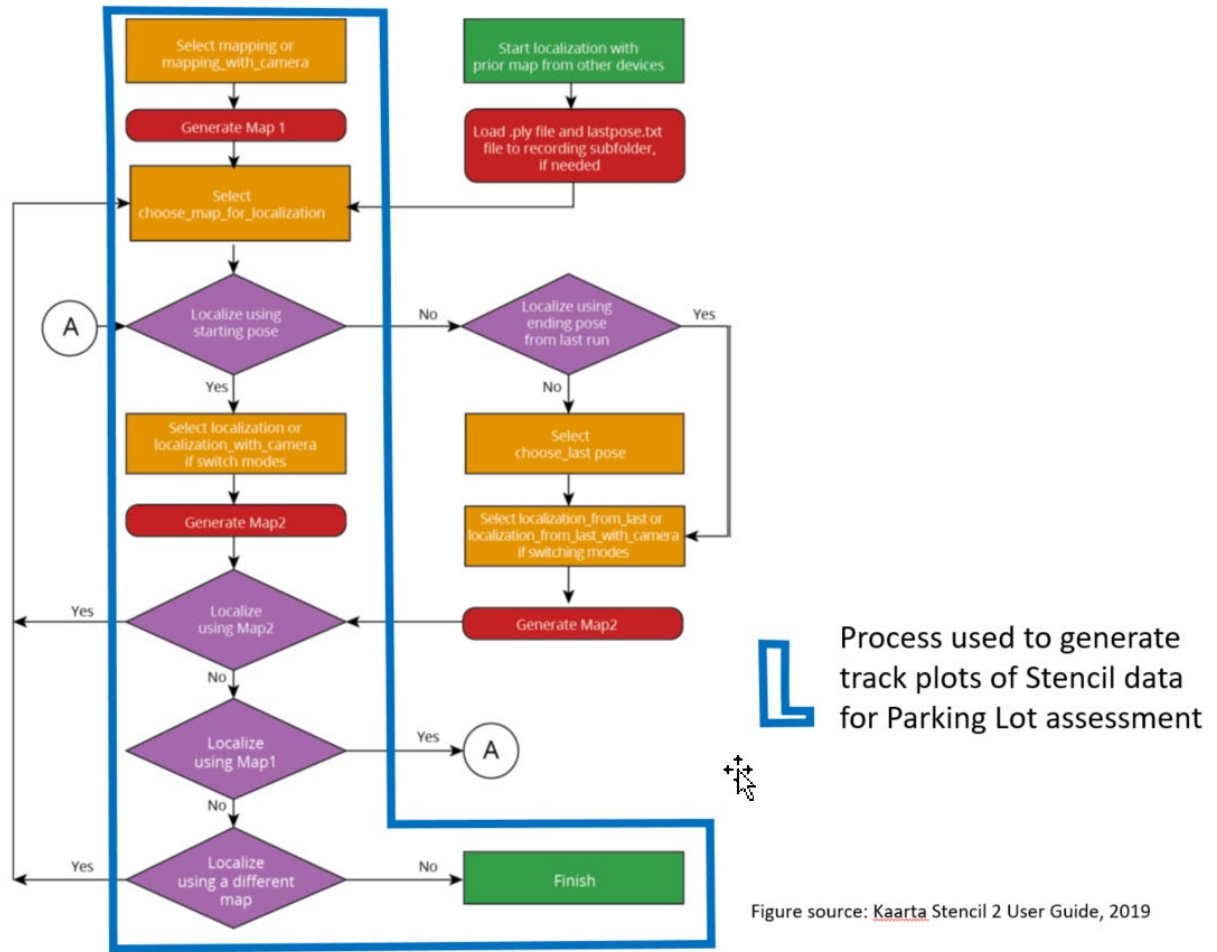 Select mapping or
mapping_with_camera
Start localization with
prior map from other devices
Generate Map 1
Load .ply file and lastpose.txt
file to recording subfolder,
if needed
Select
choose_map_for_localization
A
Localize using
starting pose
No
Localize using
ending pose
from last run
Yes
Yes
No
Select localization or
localization_with_camera
if switch modes
Select
choose_last pose
Generate Map2
Select localization_from_last or
localization_from_last_with_camera
if switching modes
Yes
Localize
using Map2
Generate Map2
No
Localize
using Map1
Yes
A
No
Yes
Localize
using a different
map
No
Finish
Process used to generate
track plots of Stencil data
for Parking Lot assessment
Figure source: Kaarta Stencil 2 User Guide, 2019